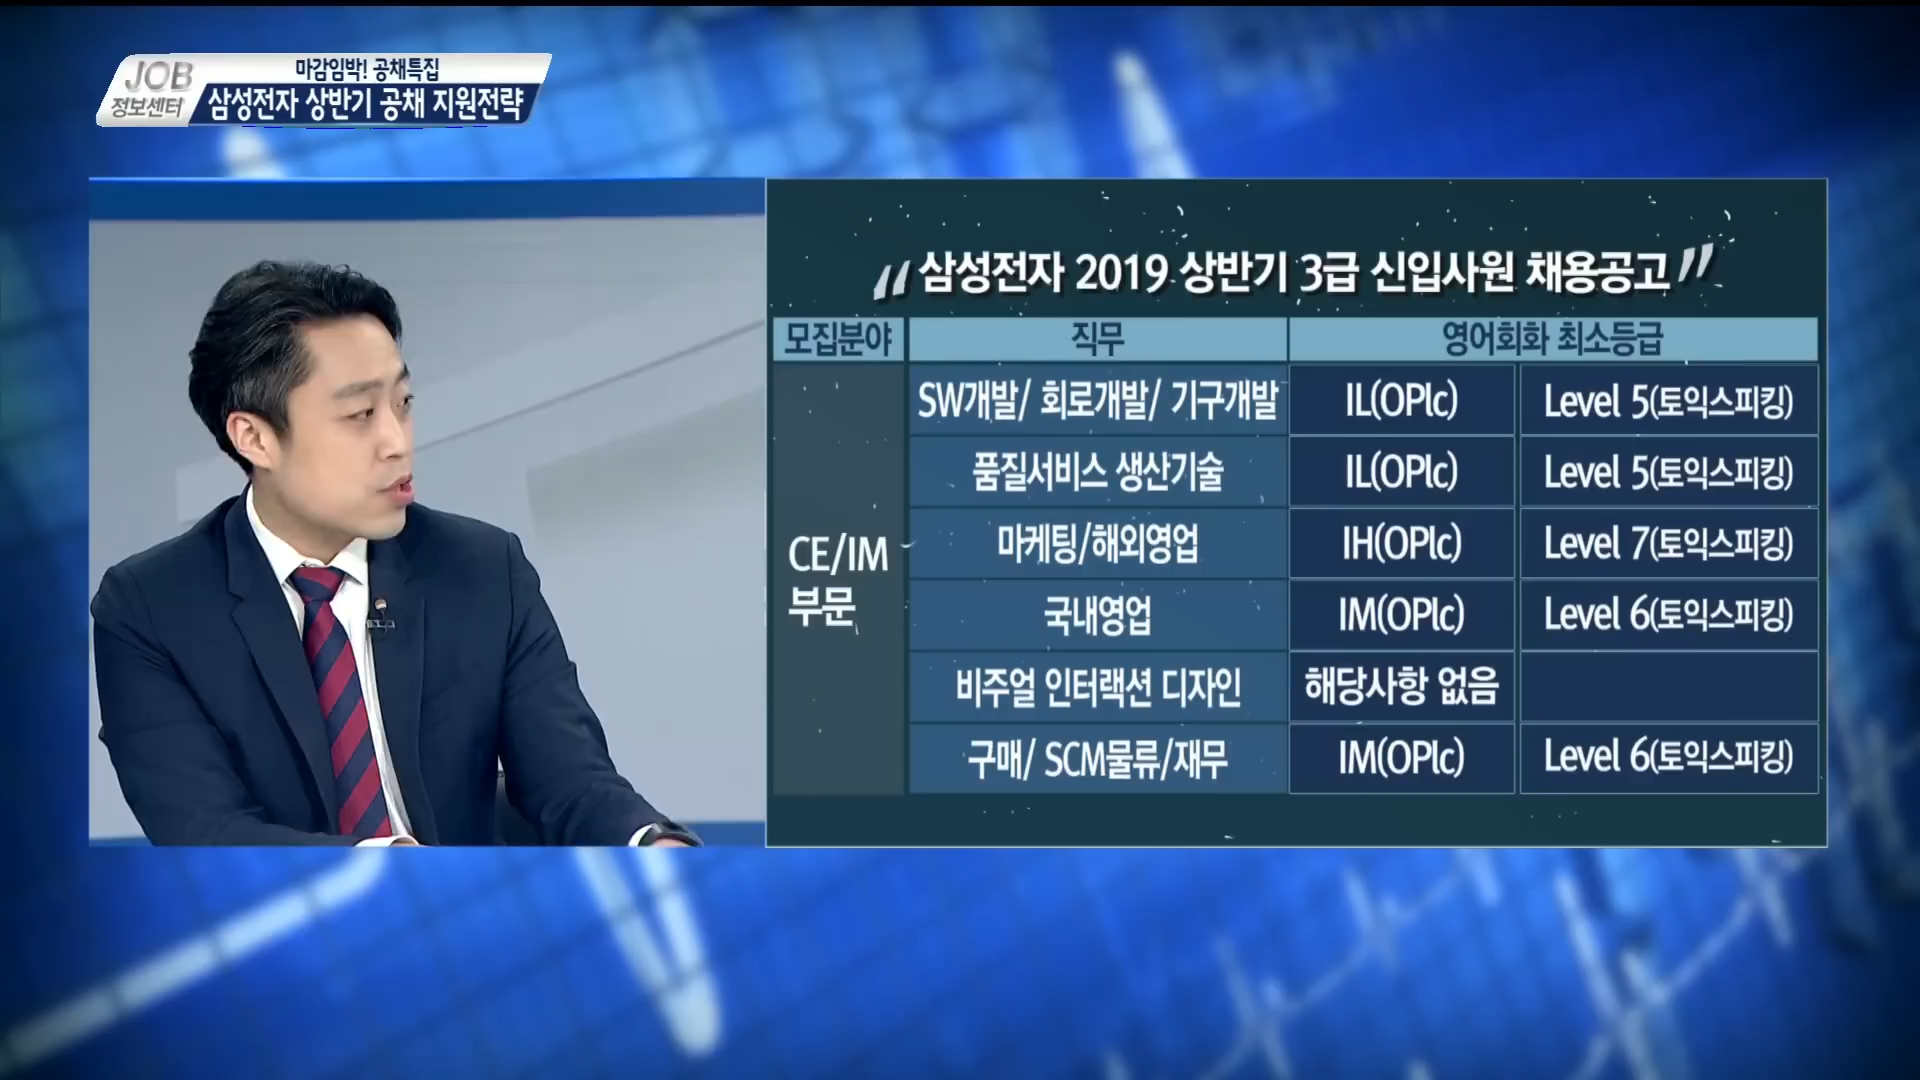 JOB
정보센터
마감임박! 공채특집
삼성전자 상반기 공채 지원전략
"삼성전자 2019 상반기 3급 신입사원 채용공고"
모집분야 직무 영어회화 최소등급
CE/IM
부문
SW개발/ 회로개발/ 기구개발 IL(OPIc) Level 5(토익스피킹)
품질서비스 생산기술 IL(OPIc) Level 5(토익스피킹)
마케팅/해외영업 IH(OPIc) Level 7(토익스피킹)
국내영업 IM(OPIc) Level 6(토익스피킹)
비주얼 인터랙션 디자인 해당사항 없음
구매/ SCM물류/재무 IM(OPIc) Level 6(토익스피킹)